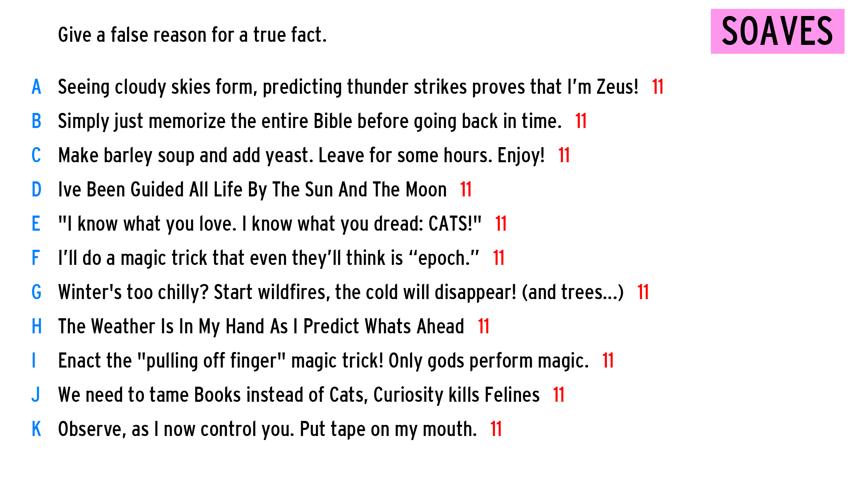 Give a false reason for a true fact.
SOAVES
A Seeing cloudy skies form, predicting thunder strikes proves that I'm Zeus! 11
B Simply just memorize the entire Bible before going back in time. 11
C Make barley soup and add yeast. Leave for some hours. Enjoy! 11
D Ive Been Guided All Life By The Sun And The Moon 11
E "I know what you love. I know what you dread: CATS!" 11
F I'll do a magic trick that even they'll think is “epoch.” 11
G Winter's too chilly? Start wildfires, the cold will disappear! (and trees...) 11
H The Weather Is In My Hand As I Predict Whats Ahead 11
I Enact the "pulling off finger" magic trick! Only gods perform magic. 11
J We need to tame Books instead of Cats, Curiosity kills Felines 11
K Observe, as I now control you. Put tape on my mouth. 11